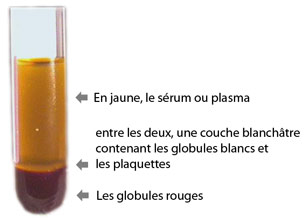 En jaune, le sérum ou plasma
entre les deux, une couche blanchâtre
contenant les globules blancs et
les plaquettes
Les globules rouges